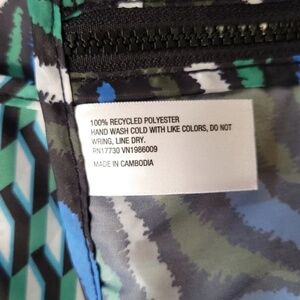 100% RECYCLED POLYESTER
HAND WASH COLD WITH LIKE COLORS, DO NOT
WRING, LINE DRY.
RN17730 VN1986009
MADE IN CAMBODIA